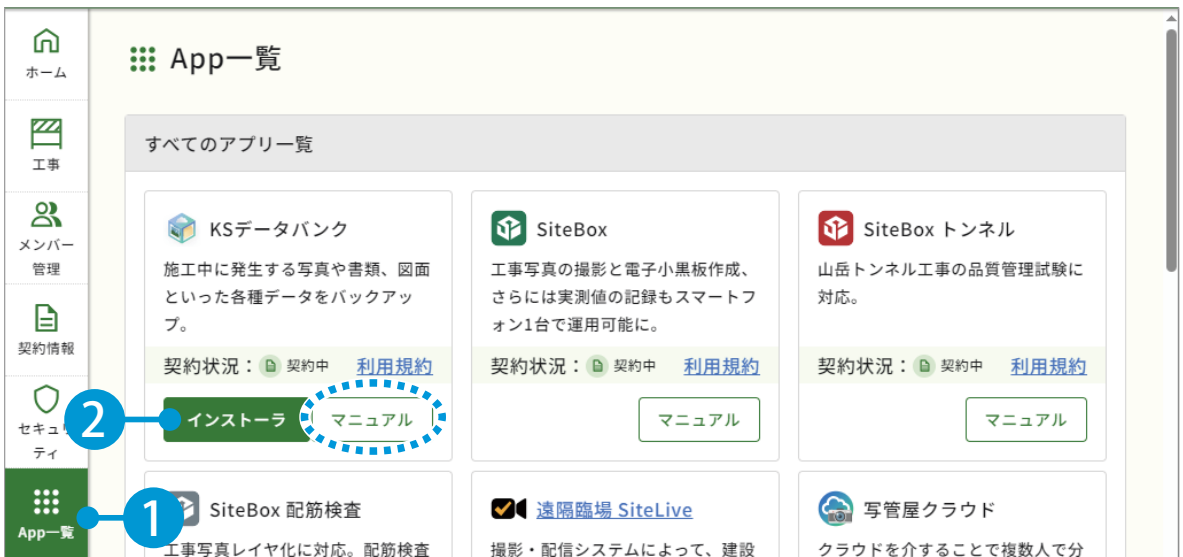 ホーム
工事
メンバー
管理
契約情報
セキュリ
ティ
App一覧
App一覧
すべてのアプリ一覧
KSデータバンク
施工中に発生する写真や書類、図面
といった各種データをバックアッ
プ。
契約状況： 契約中 利用規約
インストーラ マニュアル
SiteBox
工事写真の撮影と電子小黒板作成、
さらには実測値の記録もスマートフ
ォン1台で運用可能に。
契約状況： 契約中 利用規約
マニュアル
SiteBox トンネル
山岳トンネル工事の品質管理試験に
対応。
契約状況： 契約中 利用規約
マニュアル
SiteBox 配筋検査
工事写真レイヤ化に対応。配筋検査
遠隔臨場 SiteLive
撮影・配信システムによって、建設
写管屋クラウド
クラウドを介することで複数人で分
2
1